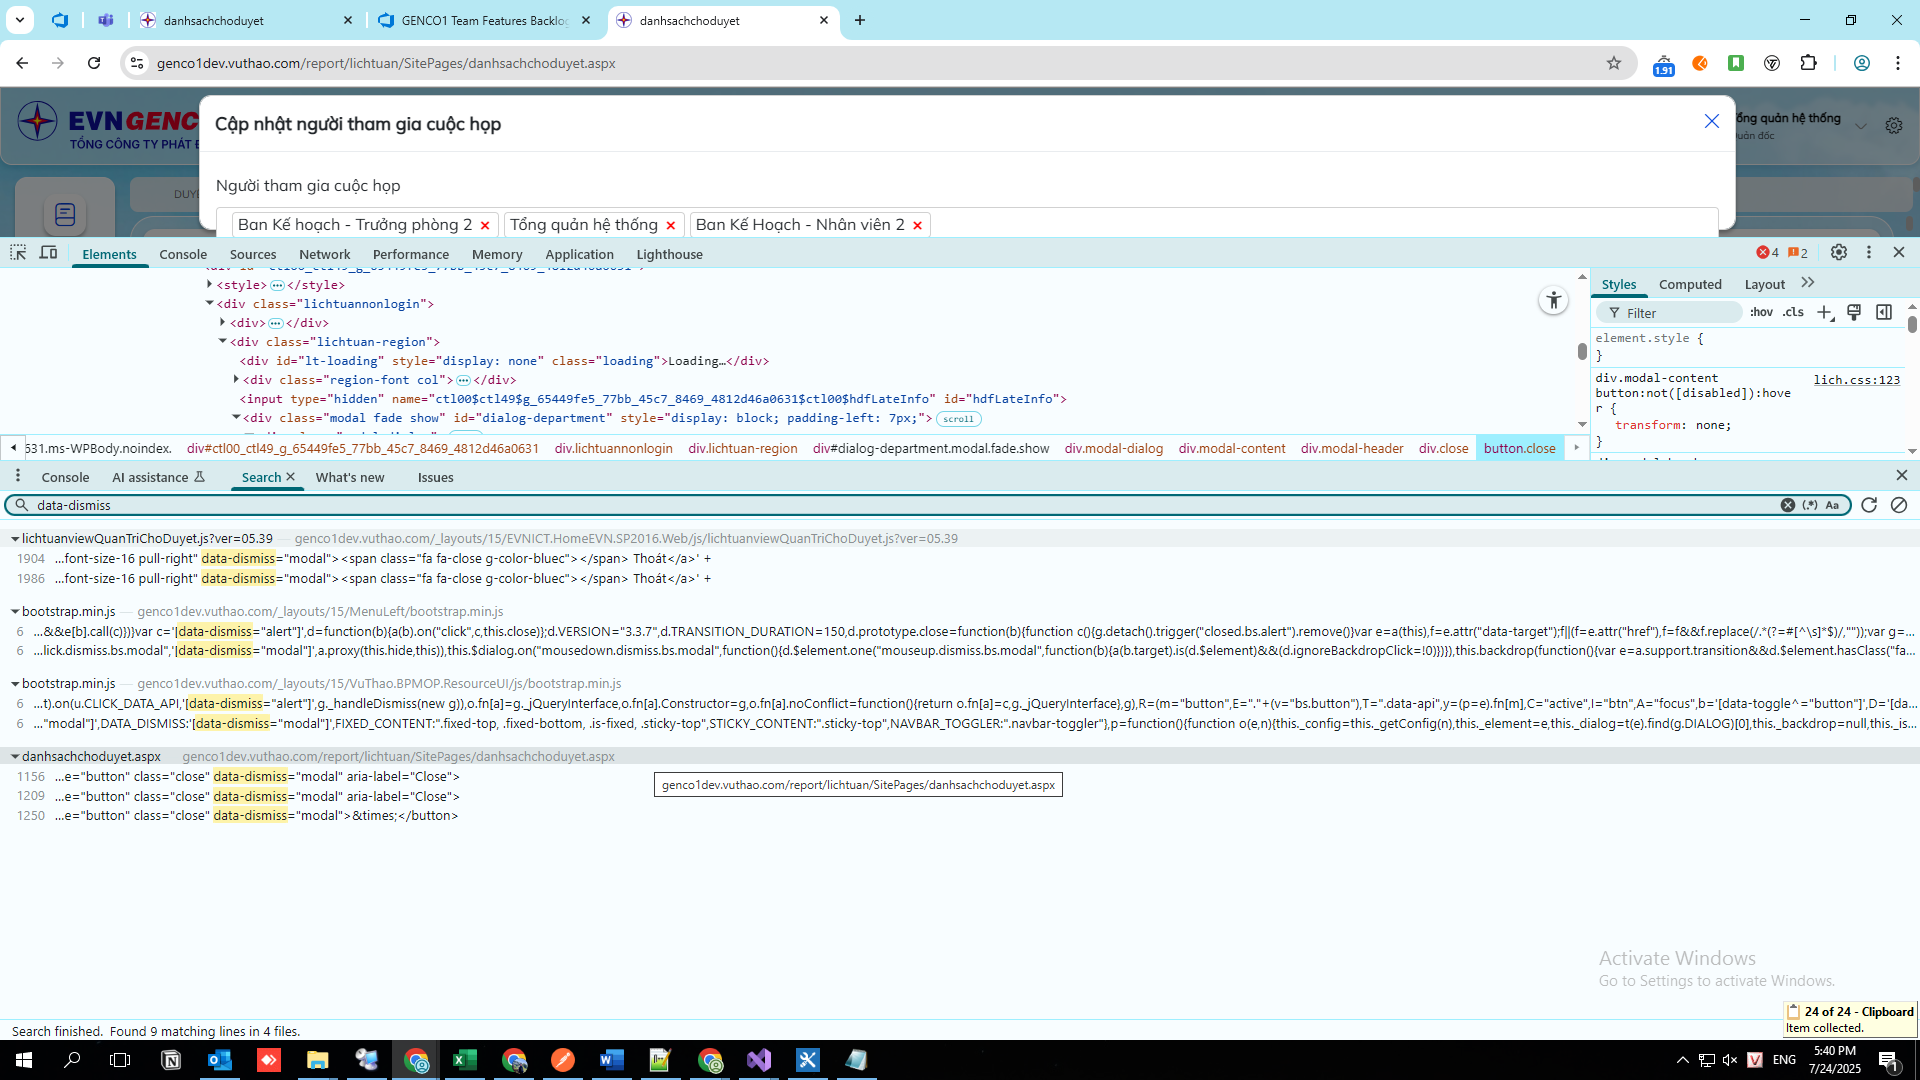 danhsachchoduyet
GENCO1 Team Features Backlog
danhsachchoduyet
genco1dev.vuthao.com/report/lichtuan/SitePages/danhsachchoduyet.aspx
1.91
EVNGENC
TỔNG CÔNG TY PHÁT Đ
Cập nhật người tham gia cuộc họp
ổng quản hệ thống
uản đốc
DUY
Người tham gia cuộc họp
Ban Kế hoạch - Trưởng phòng 2 × Tổng quản hệ thống × Ban Kế Hoạch - Nhân viên 2 ×
Elements Console Sources Network Performance Memory Application Lighthouse 4 2
<div id="ctl00_ctl49_g_65449fe5_77bb_45c7_8469_4812d46a0631">
<style>…</style>
<div class="lichtuannonlogin">
<div>…</div>
<div class="lichtuan-region">
<div id="lt-loading" style="display: none" class="loading">Loading…</div>
<div class="region-font col">…</div>
<input type="hidden" name="ctl00$ctl49$g_65449fe5_77bb_45c7_8469_4812d46a0631$ctl00$hdfLateInfo" id="hdfLateInfo">
<div class="modal fade show" id="dialog-department" style="display: block; padding-left: 7px;"> scroll
Styles Computed Layout
Filter :hov .cls
element.style {
}
div.modal-content lich.css:123
button:not([disabled]):hove
r {
transform: none;
}
631.ms-WPBody.noindex. div#ctl00_ctl49_g_65449fe5_77bb_45c7_8469_4812d46a0631 div.lichtuannonlogin div.lichtuan-region div#dialog-department.modal.fade.show div.modal-dialog div.modal-content div.modal-header div.close button.close
Console AI assistance Search What's new Issues
data-dismiss (.*) Aa
lichtuanviewQuanTriChoDuyet.js?ver=05.39 — genco1dev.vuthao.com/_layouts/15/EVNICT.HomeEVN.SP2016.Web/js/lichtuanviewQuanTriChoDuyet.js?ver=05.39
1904 …font-size-16 pull-right" data-dismiss="modal"><span class="fa fa-close g-color-bluec"></span> Thoát</a>' +
1986 …font-size-16 pull-right" data-dismiss="modal"><span class="fa fa-close g-color-bluec"></span> Thoát</a>' +
bootstrap.min.js — genco1dev.vuthao.com/_layouts/15/MenuLeft/bootstrap.min.js
6 …&&e[b].call(c)})}var c='[data-dismiss="alert"]',d=function(b){a(b).on("click",c,this.close)};d.VERSION="3.3.7",d.TRANSITION_DURATION=150,d.prototype.close=function(b){function c(){g.detach().trigger("closed.bs.alert").remove()}var e=a(this),f=e.attr("data-target");f||(f=e.attr("href"),f=f&&f.replace(/.*(?=#[^\s]*$)/,""));var g=…
6 …lick.dismiss.bs.modal",'[data-dismiss="modal"]',a.proxy(this.hide,this)),this.$dialog.on("mousedown.dismiss.bs.modal",function(){d.$element.one("mouseup.dismiss.bs.modal",function(b){a(b.target).is(d.$element)&&(d.ignoreBackdropClick=!0)})}),this.backdrop(function(){var e=a.support.transition&&d.$element.hasClass("fa…
bootstrap.min.js — genco1dev.vuthao.com/_layouts/15/VuThao.BPMOP.ResourceUI/js/bootstrap.min.js
6 …t).on(u.CLICK_DATA_API,'[data-dismiss="alert"]',g._handleDismiss(new g)),o.fn[a]=g._jQueryInterface,o.fn[a].Constructor=g,o.fn[a].noConflict=function(){return o.fn[a]=c,g._jQueryInterface},g),R=(m="button",E="."+(v="bs.button"),T=".data-api",y=(p=e).fn[m],C="active",I="btn",A="focus",b='[data-toggle^="button"]',D='[da…
6 …"modal"]',DATA_DISMISS:'[data-dismiss="modal"]',FIXED_CONTENT:".fixed-top, .fixed-bottom, .is-fixed, .sticky-top",STICKY_CONTENT:".sticky-top",NAVBAR_TOGGLER:".navbar-toggler"},p=function(){function o(e,n){this._config=this._getConfig(n),this._element=e,this._dialog=t(e).find(g.DIALOG)[0],this._backdrop=null,this._is…
danhsachchoduyet.aspx genco1dev.vuthao.com/report/lichtuan/SitePages/danhsachchoduyet.aspx
1156 …e="button" class="close" data-dismiss="modal" aria-label="Close">
genco1dev.vuthao.com/report/lichtuan/SitePages/danhsachchoduyet.aspx
1209 …e="button" class="close" data-dismiss="modal" aria-label="Close">
1250 …e="button" class="close" data-dismiss="modal">&times;</button>
Activate Windows
Go to Settings to activate Windows.
24 of 24 - Clipboard
Item collected.
Search finished. Found 9 matching lines in 4 files.
ENG
5:40 PM
7/24/2025
1